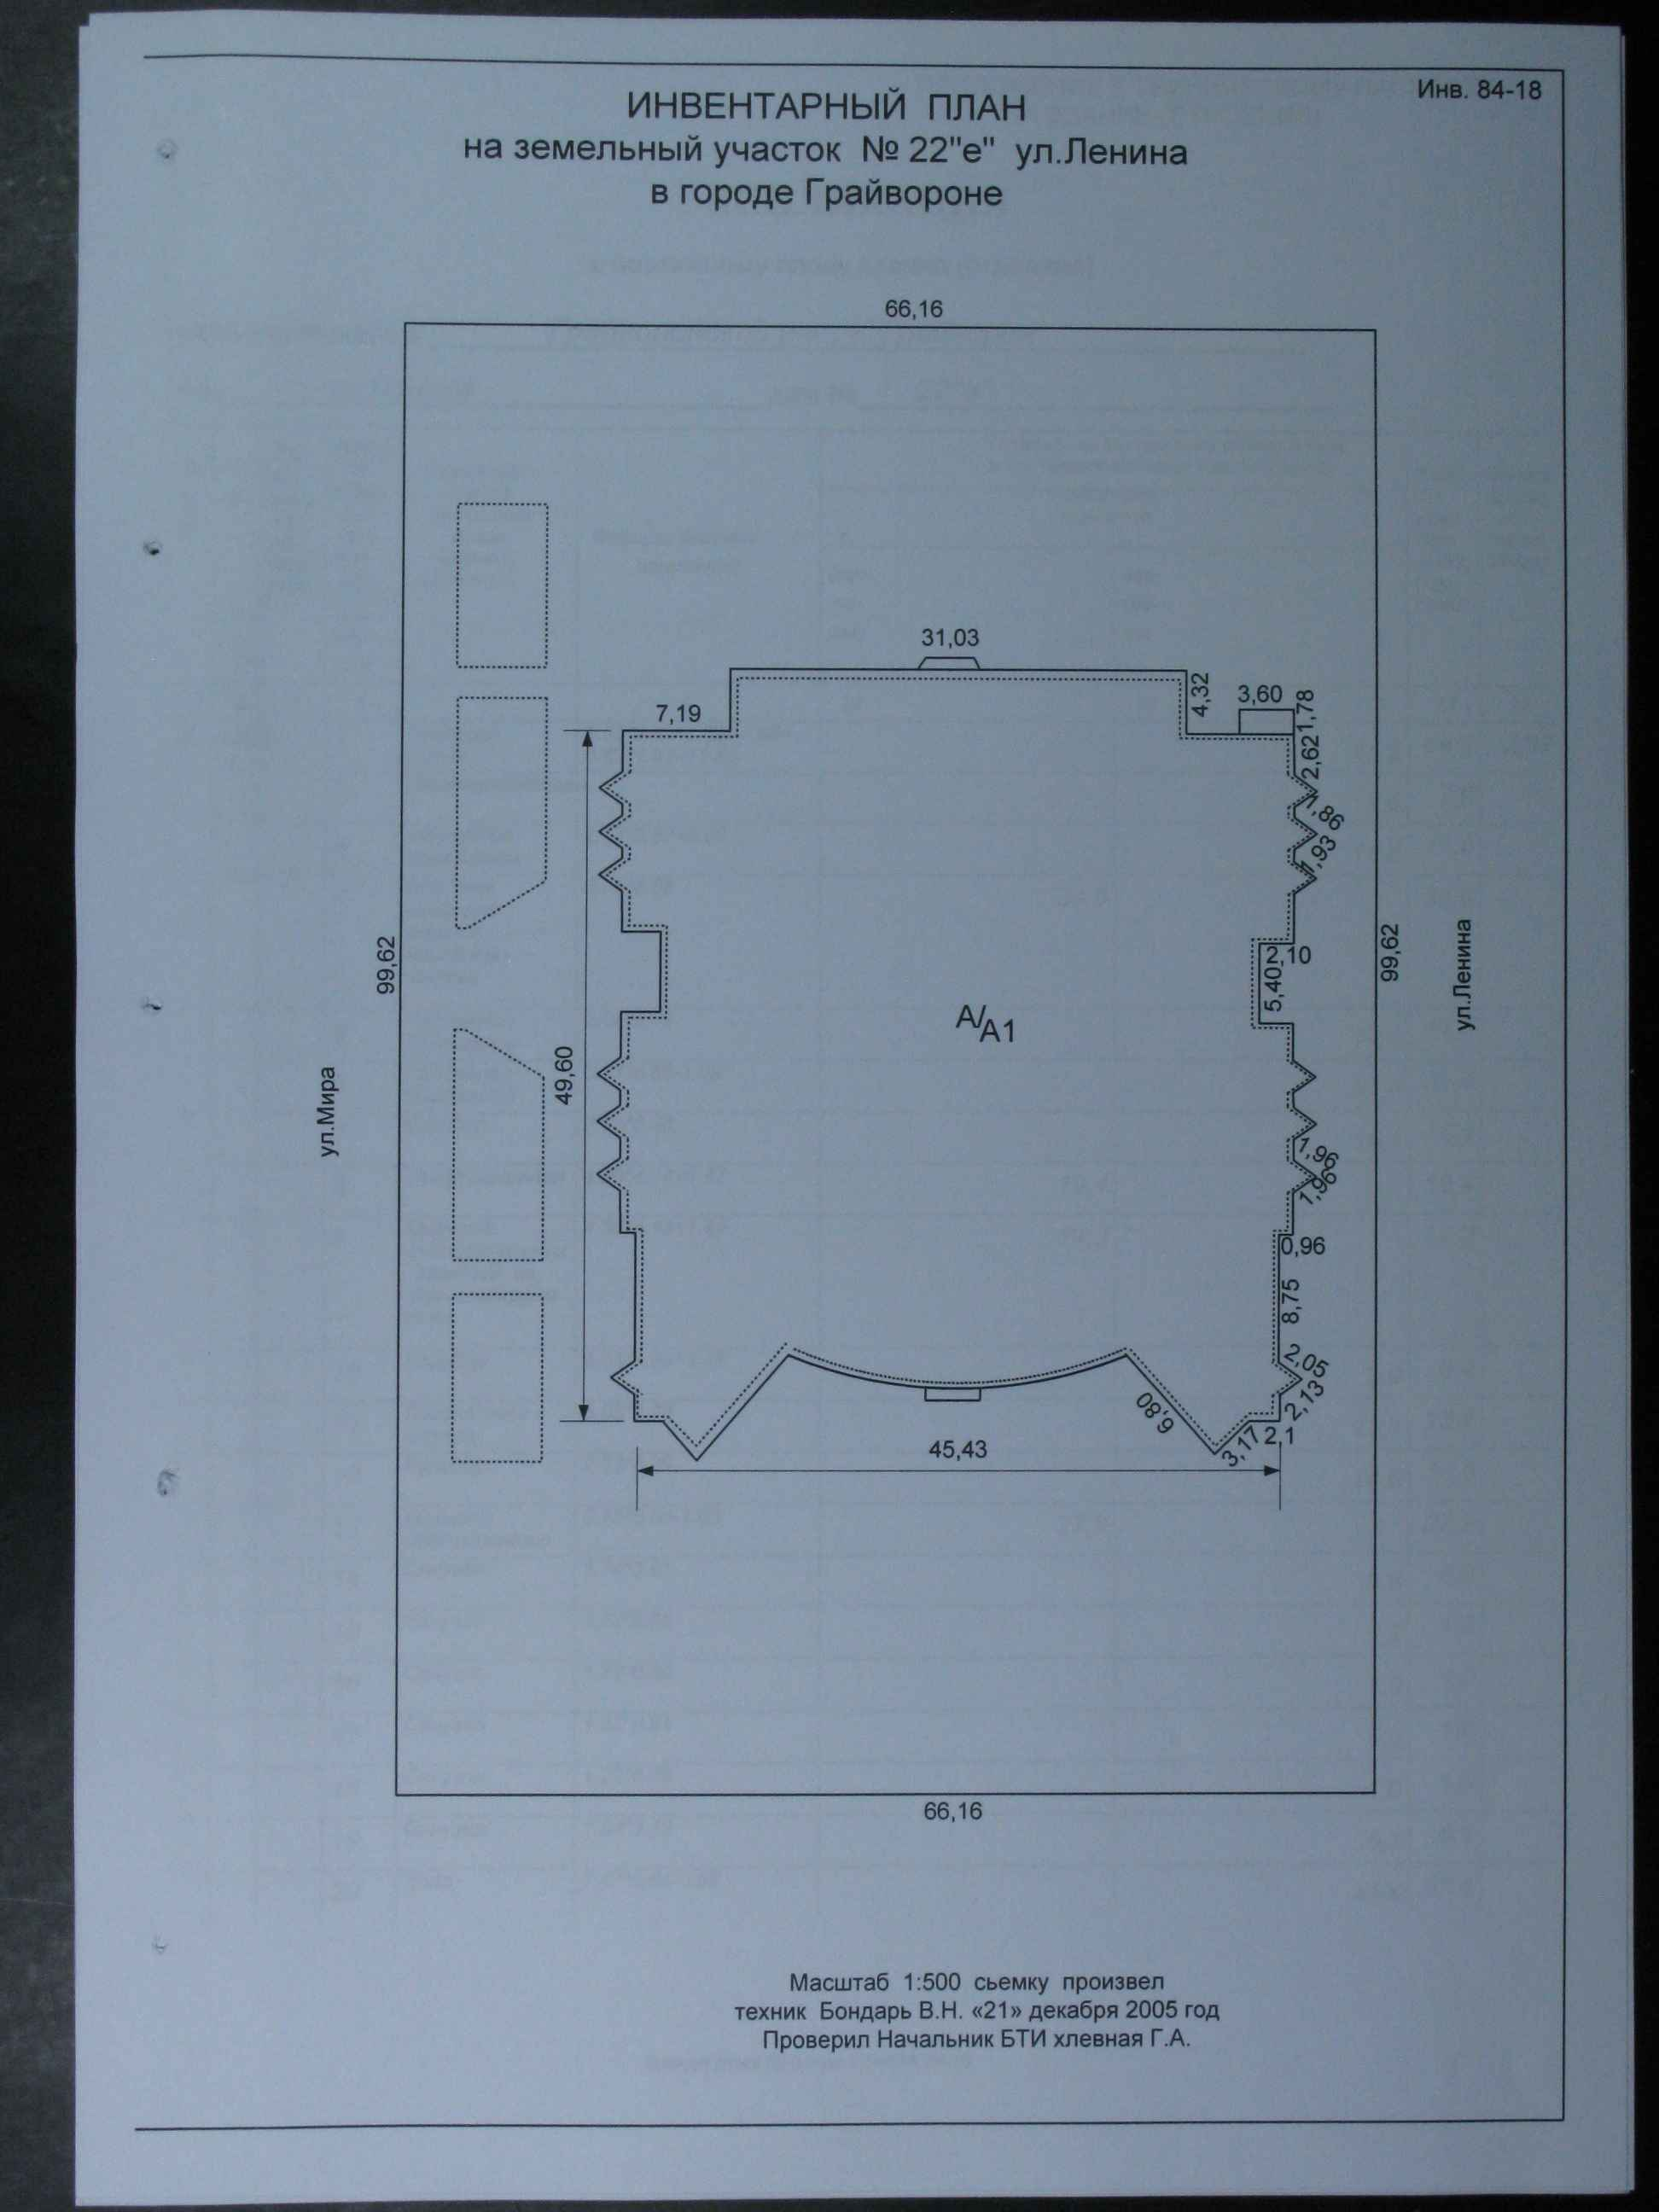 Инв. 84-18
ИНВЕНТАРНЫЙ ПЛАН
на земельный участок № 22"е" ул.Ленина
в городе Грайвороне
66,16
31,03
4,32
3,60
1,78
7,19
2,62
1,86
1,93
99,62
2,10
5,40
99,62
ул.Ленина
А/А1
49,60
ул.Мира
1,96
1,96
0,96
8,75
2,05
2,13
6,80
3,17
2,1
45,43
66,16
Масштаб 1:500 сьемку произвел
техник Бондарь В.Н. «21» декабря 2005 год
Проверил Начальник БТИ хлевная Г.А.